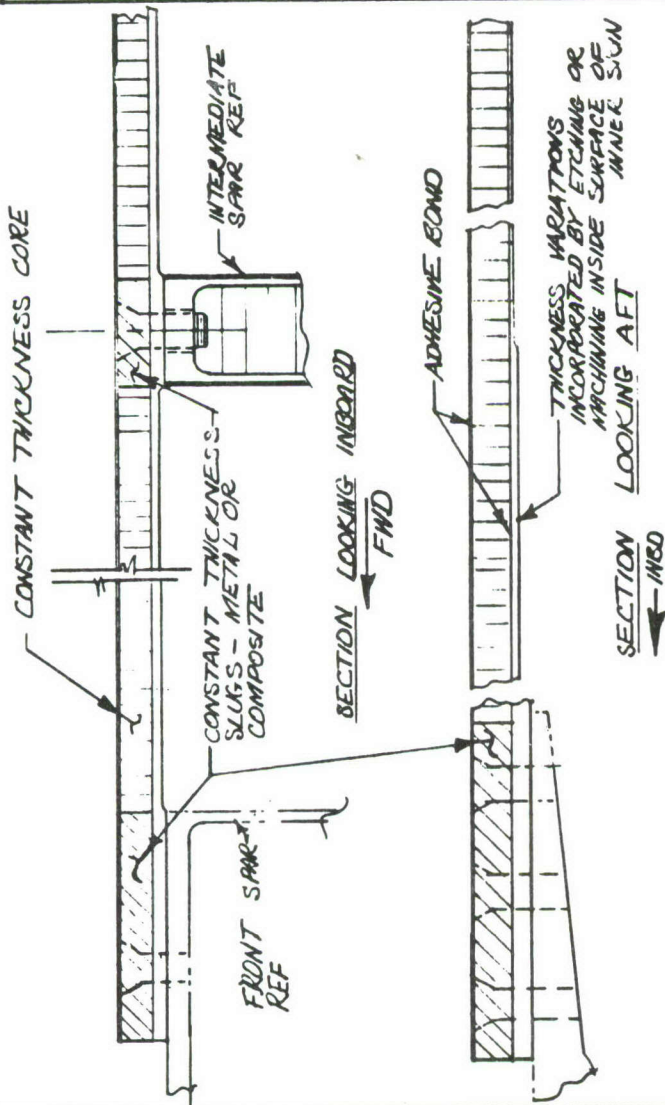 CONSTANT THICKNESS CORE
INTERMEDIATE
SPAR REF
CONSTANT THICKNESS
SLUGS - METAL OR
COMPOSITE
FRONT SPAR
REF
SECTION LOOKING INBOARD
FWD
ADHESIVE BOND
THICKNESS VARIATIONS
INCORPORATED BY ETCHING OR
MACHINING INSIDE SURFACE OF
INNER SKIN
SECTION LOOKING AFT
INBD